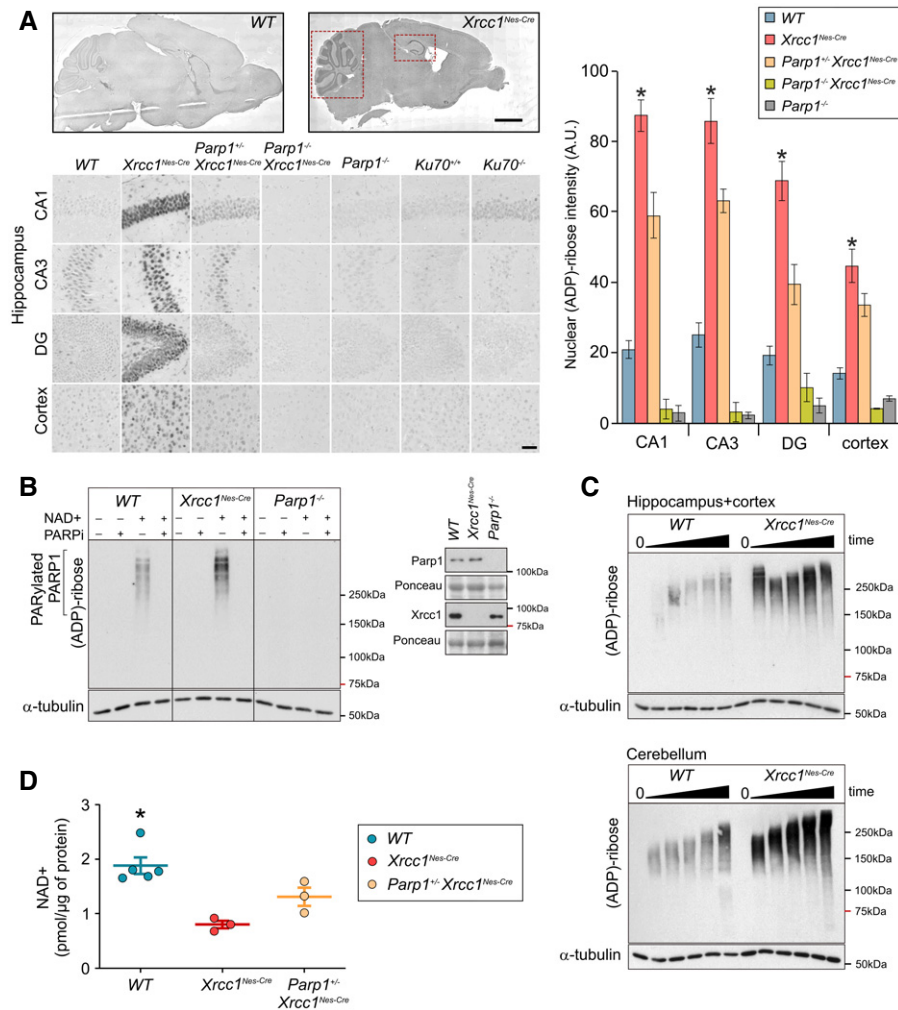 A
WT
Xrcc1Nes-Cre
WT
Xrcc1Nes-Cre
Parp1+/- Xrcc1Nes-Cre
Parp1-/- Xrcc1Nes-Cre
Parp1-/-
WT Xrcc1Nes-Cre Parp1+/- Xrcc1Nes-Cre Parp1-/- Xrcc1Nes-Cre Parp1-/- Ku70+/+ Ku70-/-
Hippocampus
CA1
CA3
DG
Cortex
Nuclear (ADP)-ribose intensity (A.U.)
100
80
60
40
20
0
CA1 CA3 DG cortex
B
WT Xrcc1Nes-Cre Parp1-/-
NAD+ – – + + – – + + – – + +
PARPi – + – + – + – + – + – +
PARylated
PARP1
(ADP)-ribose
250kDa
150kDa
100kDa
75kDa
α-tubulin
50kDa
WT Xrcc1Nes-Cre Parp1-/-
Parp1
100kDa
Ponceau
Xrcc1
100kDa
75kDa
Ponceau
C
Hippocampus+cortex
WT Xrcc1Nes-Cre
0 0 time
(ADP)-ribose
250kDa
150kDa
100kDa
75kDa
α-tubulin
50kDa
Cerebellum
WT Xrcc1Nes-Cre
0 0 time
(ADP)-ribose
250kDa
150kDa
100kDa
75kDa
α-tubulin
50kDa
D
NAD+
(pmol/µg of protein)
3
2
1
0
*
WT
Xrcc1Nes-Cre
Parp1+/- Xrcc1Nes-Cre
WT Xrcc1Nes-Cre Parp1+/-
Xrcc1Nes-Cre